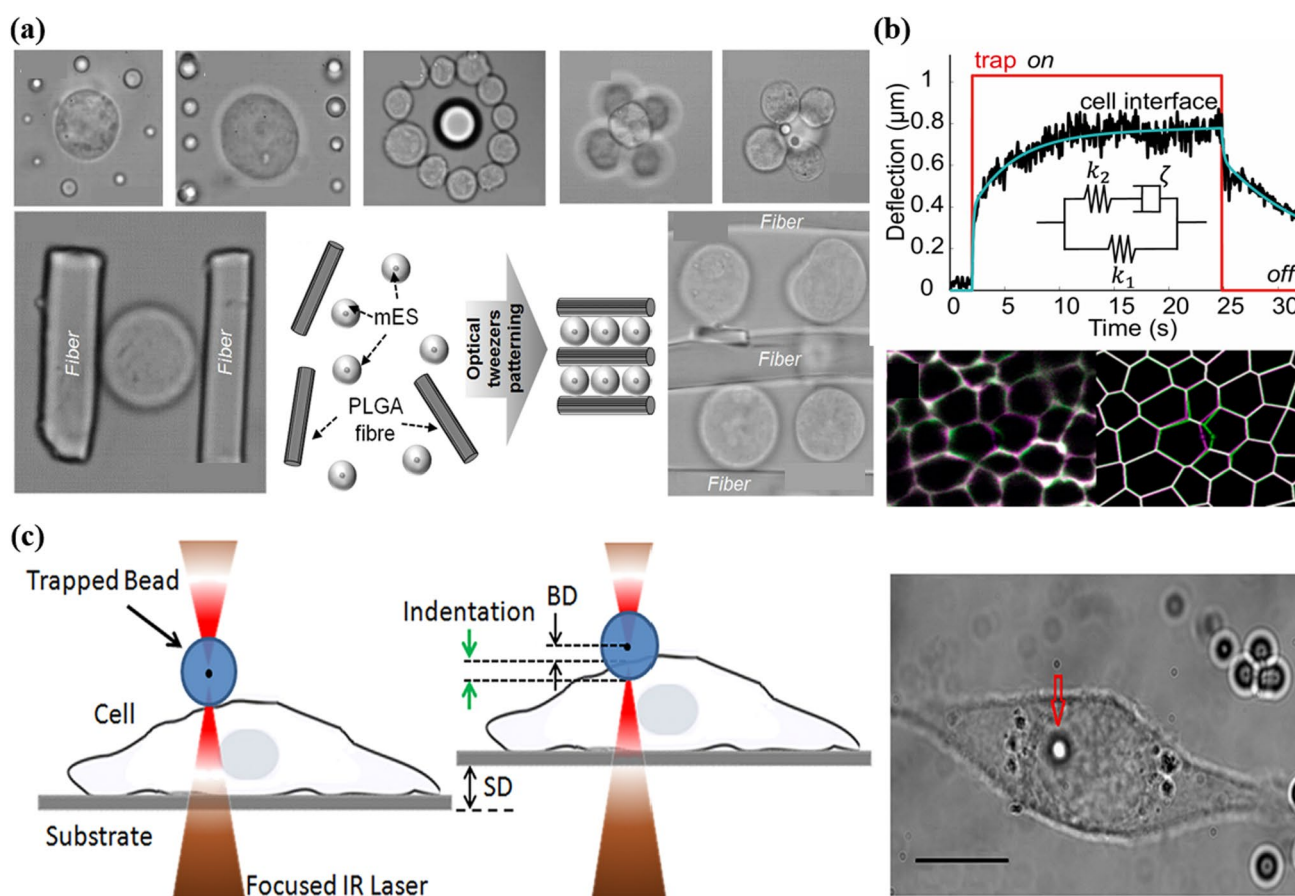 (a)
Fiber
Fiber
mES
PLGA
fibre
Optical
tweezers
patterning
Fiber
Fiber
Fiber
(b)
trap on
cell interface
k₂
ζ
k₁
off
Deflection (µm)
1
0.8
0.6
0.4
0.2
0
0 5 10 15 20 25 30
Time (s)
(c)
Trapped Bead
Cell
Substrate
Focused IR Laser
Indentation
BD
SD